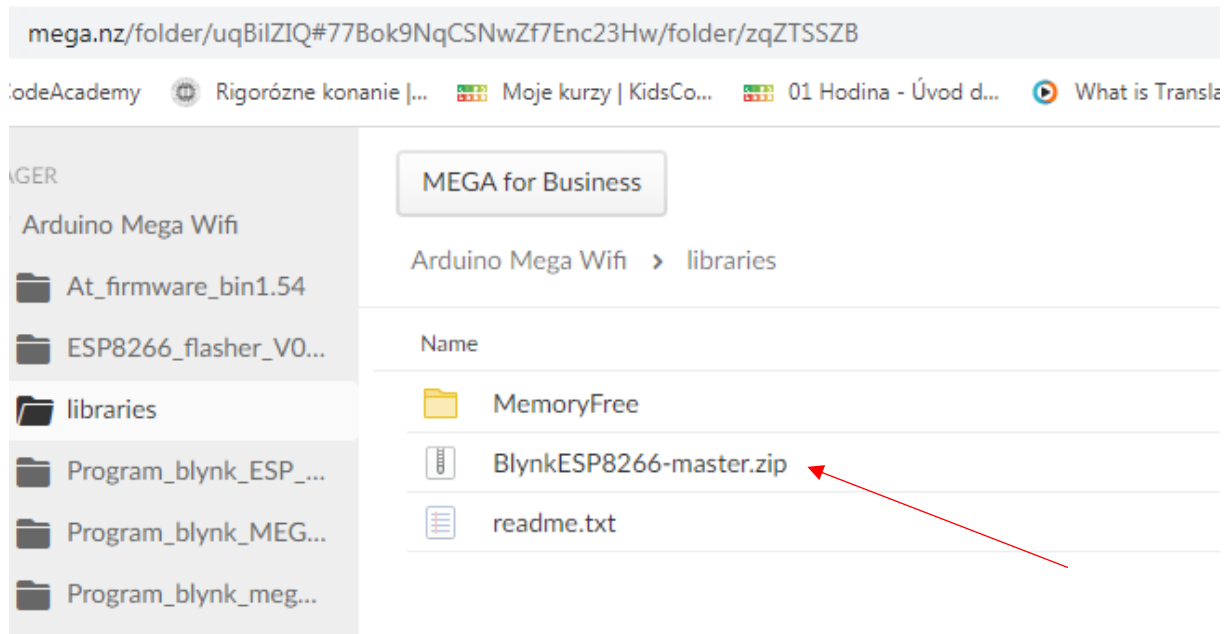 mega.nz/folder/uqBilZIQ#77Bok9NqCSNwZf7Enc23Hw/folder/zqZTSSZB
CodeAcademy Rigorózne konanie |... Moje kurzy | KidsCo... 01 Hodina - Úvod d... What is Transla
AGER
Arduino Mega Wifi
At_firmware_bin1.54
ESP8266_flasher_V0...
libraries
Program_blynk_ESP_...
Program_blynk_MEG...
Program_blynk_meg...
MEGA for Business
Arduino Mega Wifi > libraries
Name
MemoryFree
BlynkESP8266-master.zip
readme.txt